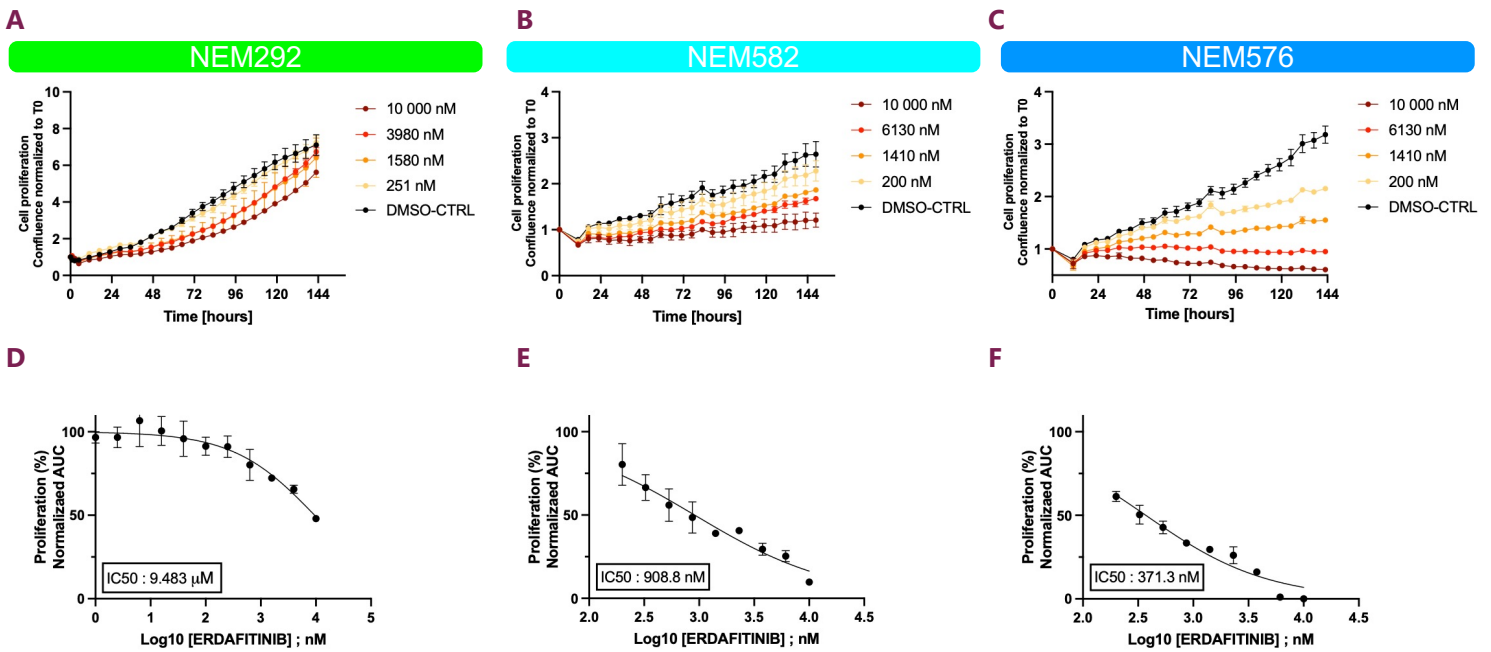 A
B
C
NEM292
NEM582
NEM576
Cell proliferation
Confluence normalized to T0
10
8
6
4
2
0
0
24
48
72
96
120
144
Time [hours]
10 000 nM
3980 nM
1580 nM
251 nM
DMSO-CTRL
Cell proliferation
Confluence normalized to T0
4
3
2
1
0
0
24
48
72
96
120
144
Time [hours]
10 000 nM
6130 nM
1410 nM
200 nM
DMSO-CTRL
Cell proliferation
Confluence normalized to T0
4
3
2
1
0
24
48
72
96
120
144
Time [hours]
10 000 nM
6130 nM
1410 nM
200 nM
DMSO-CTRL
D
E
F
Proliferation (%)
Normalizaed AUC
100
50
0
IC50 : 9.483 μM
0
1
2
3
4
5
Log10 [ERDAFITINIB] ; nM
Proliferation (%)
Normalizaed AUC
100
50
0
IC50 : 908.8 nM
2.0
2.5
3.0
3.5
4.0
4.5
Log10 [ERDAFITINIB] ; nM
Proliferation (%)
Normalizaed AUC
100
50
0
IC50 : 371.3 nM
2.0
2.5
3.0
3.5
4.0
4.5
Log10 [ERDAFITINIB] ; nM